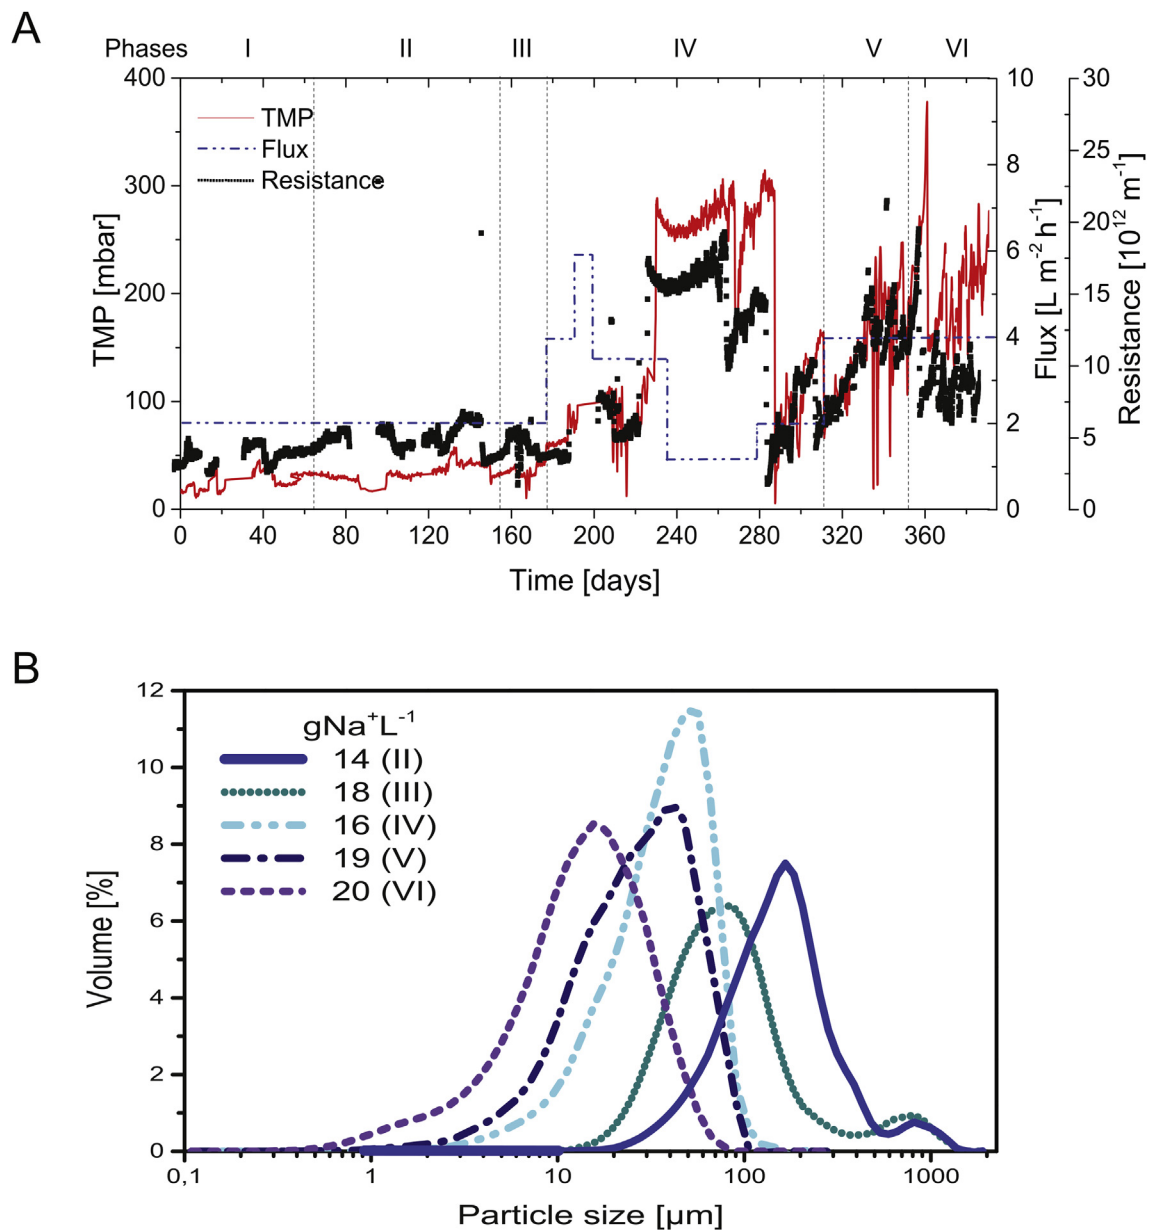 A
Phases I II III IV V VI
400
300
200
100
0
TMP [mbar]
TMP
Flux
Resistance
10
8
6
4
2
0
Flux [L m⁻² h⁻¹]
30
25
20
15
10
5
0
Resistance [10¹² m⁻¹]
0 40 80 120 160 200 240 280 320 360
Time [days]
B
12
10
8
6
4
2
0
Volume [%]
gNa⁺L⁻¹
14 (II)
18 (III)
16 (IV)
19 (V)
20 (VI)
0,1 1 10 100 1000
Particle size [µm]